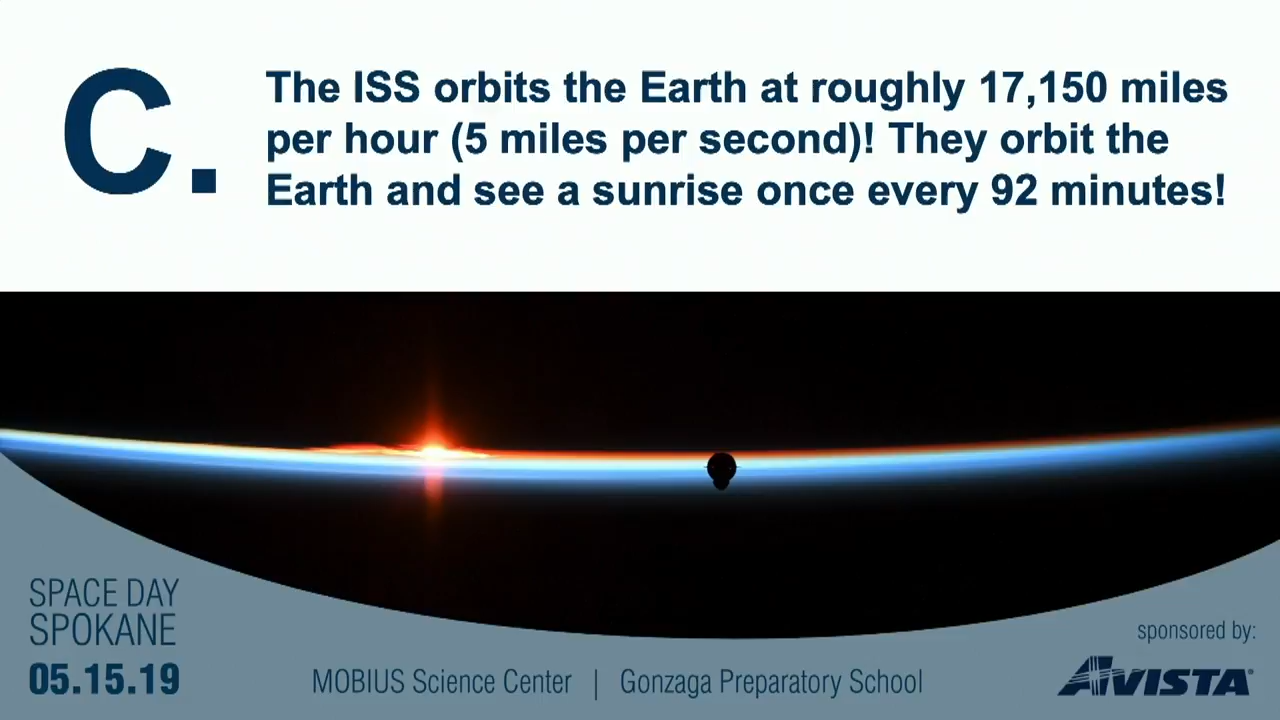 C.
The ISS orbits the Earth at roughly 17,150 miles
per hour (5 miles per second)! They orbit the
Earth and see a sunrise once every 92 minutes!
SPACE DAY
SPOKANE
05.15.19
MOBIUS Science Center | Gonzaga Preparatory School
sponsored by:
AVISTA®